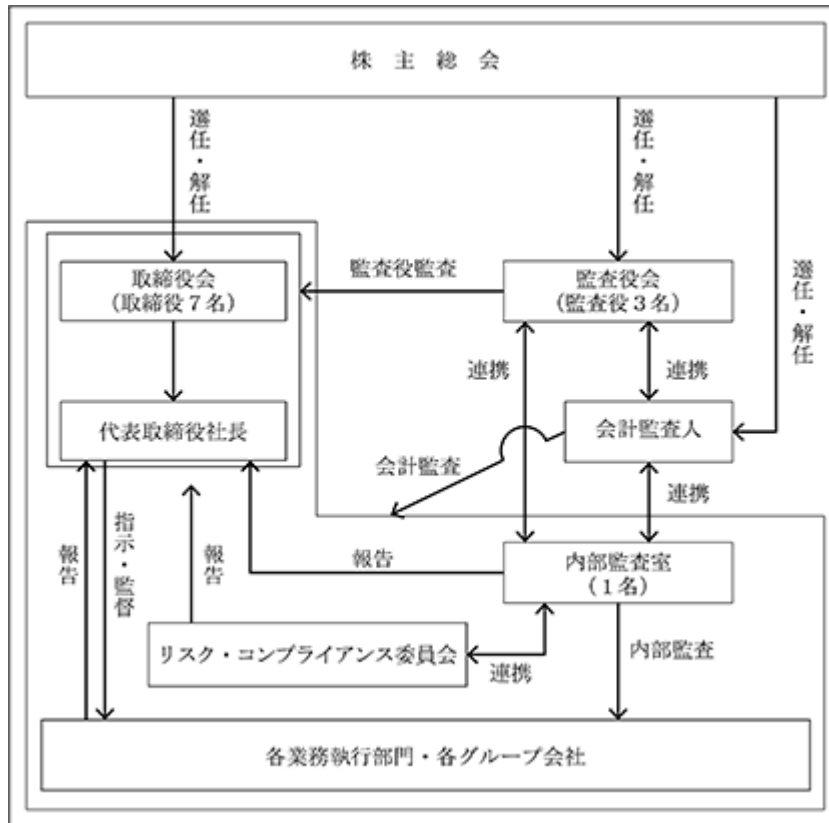 株主総会
選任・解任
選任・解任
選任・解任
取締役会
(取締役7名)
監査役監査
監査役会
(監査役3名)
連携
連携
代表取締役社長
会計監査人
会計監査
連携
報告
指示・監督
報告
報告
内部監査室
(1名)
リスク・コンプライアンス委員会
連携
内部監査
各業務執行部門・各グループ会社